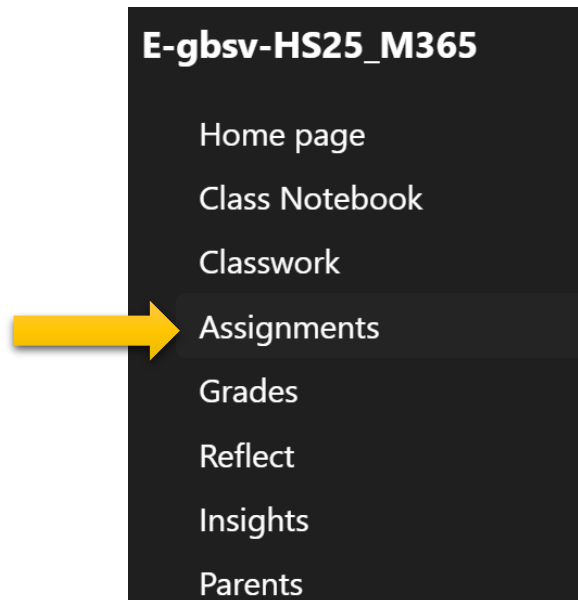 E-gbsv-HS25_M365
Home page
Class Notebook
Classwork
Assignments
Grades
Reflect
Insights
Parents